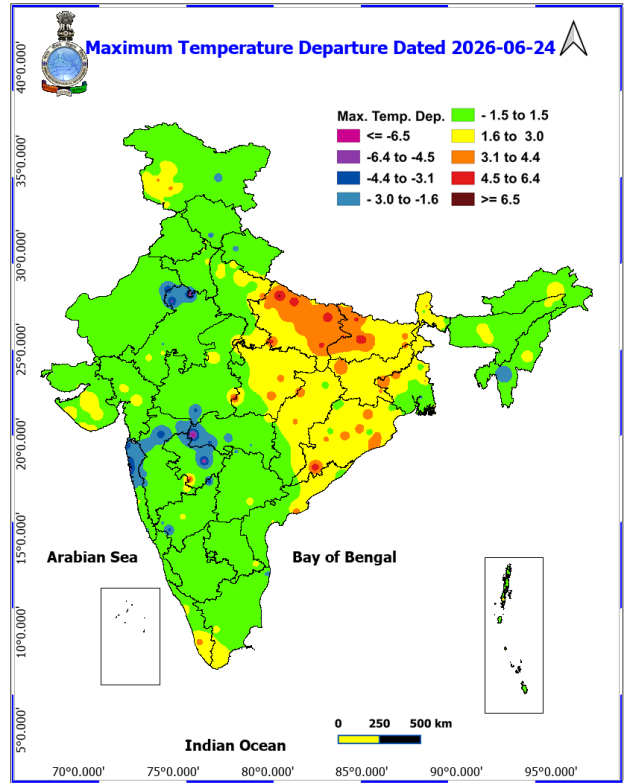 Maximum Temperature Departure Dated 2026-06-24
Max. Temp. Dep.
<= -6.5
-6.4 to -4.5
-4.4 to -3.1
- 3.0 to -1.6
- 1.5 to 1.5
1.6 to 3.0
3.1 to 4.4
4.5 to 6.4
>= 6.5
40°0.000'
35°0.000'
30°0.000'
25°0.000'
20°0.000'
15°0.000'
10°0.000'
5°0.000'
Arabian Sea
Bay of Bengal
Indian Ocean
0 250 500 km
70°0.000' 75°0.000' 80°0.000' 85°0.000' 90°0.000' 95°0.000'